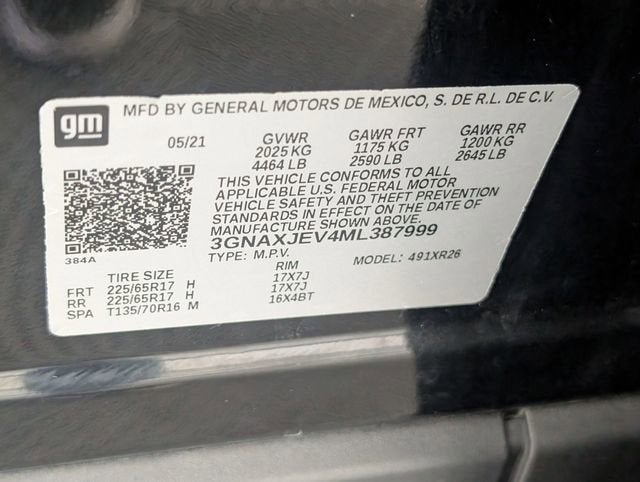 gm
MFD BY GENERAL MOTORS DE MEXICO, S. DE R.L. DE C.V.
05/21 GVWR GAWR FRT GAWR RR
2025 KG 1175 KG 1200 KG
4464 LB 2590 LB 2645 LB
THIS VEHICLE CONFORMS TO ALL
APPLICABLE U.S. FEDERAL MOTOR
VEHICLE SAFETY AND THEFT PREVENTION
STANDARDS IN EFFECT ON THE DATE OF
MANUFACTURE SHOWN ABOVE.
3GNAXJEV4ML387999
384A
TYPE: M.P.V. MODEL: 491XR26
TIRE SIZE RIM
FRT 225/65R17 H 17X7J
RR 225/65R17 H 17X7J
SPA T135/70R16 M 16X4BT